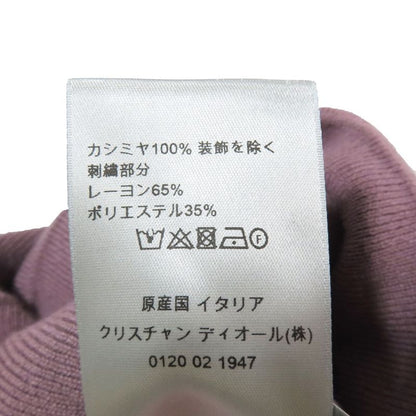 カシミヤ100% 装飾を除く
刺繍部分
レーヨン65%
ポリエステル35%
原産国 イタリア
クリスチャン ディオール(株)
0120 02 1947